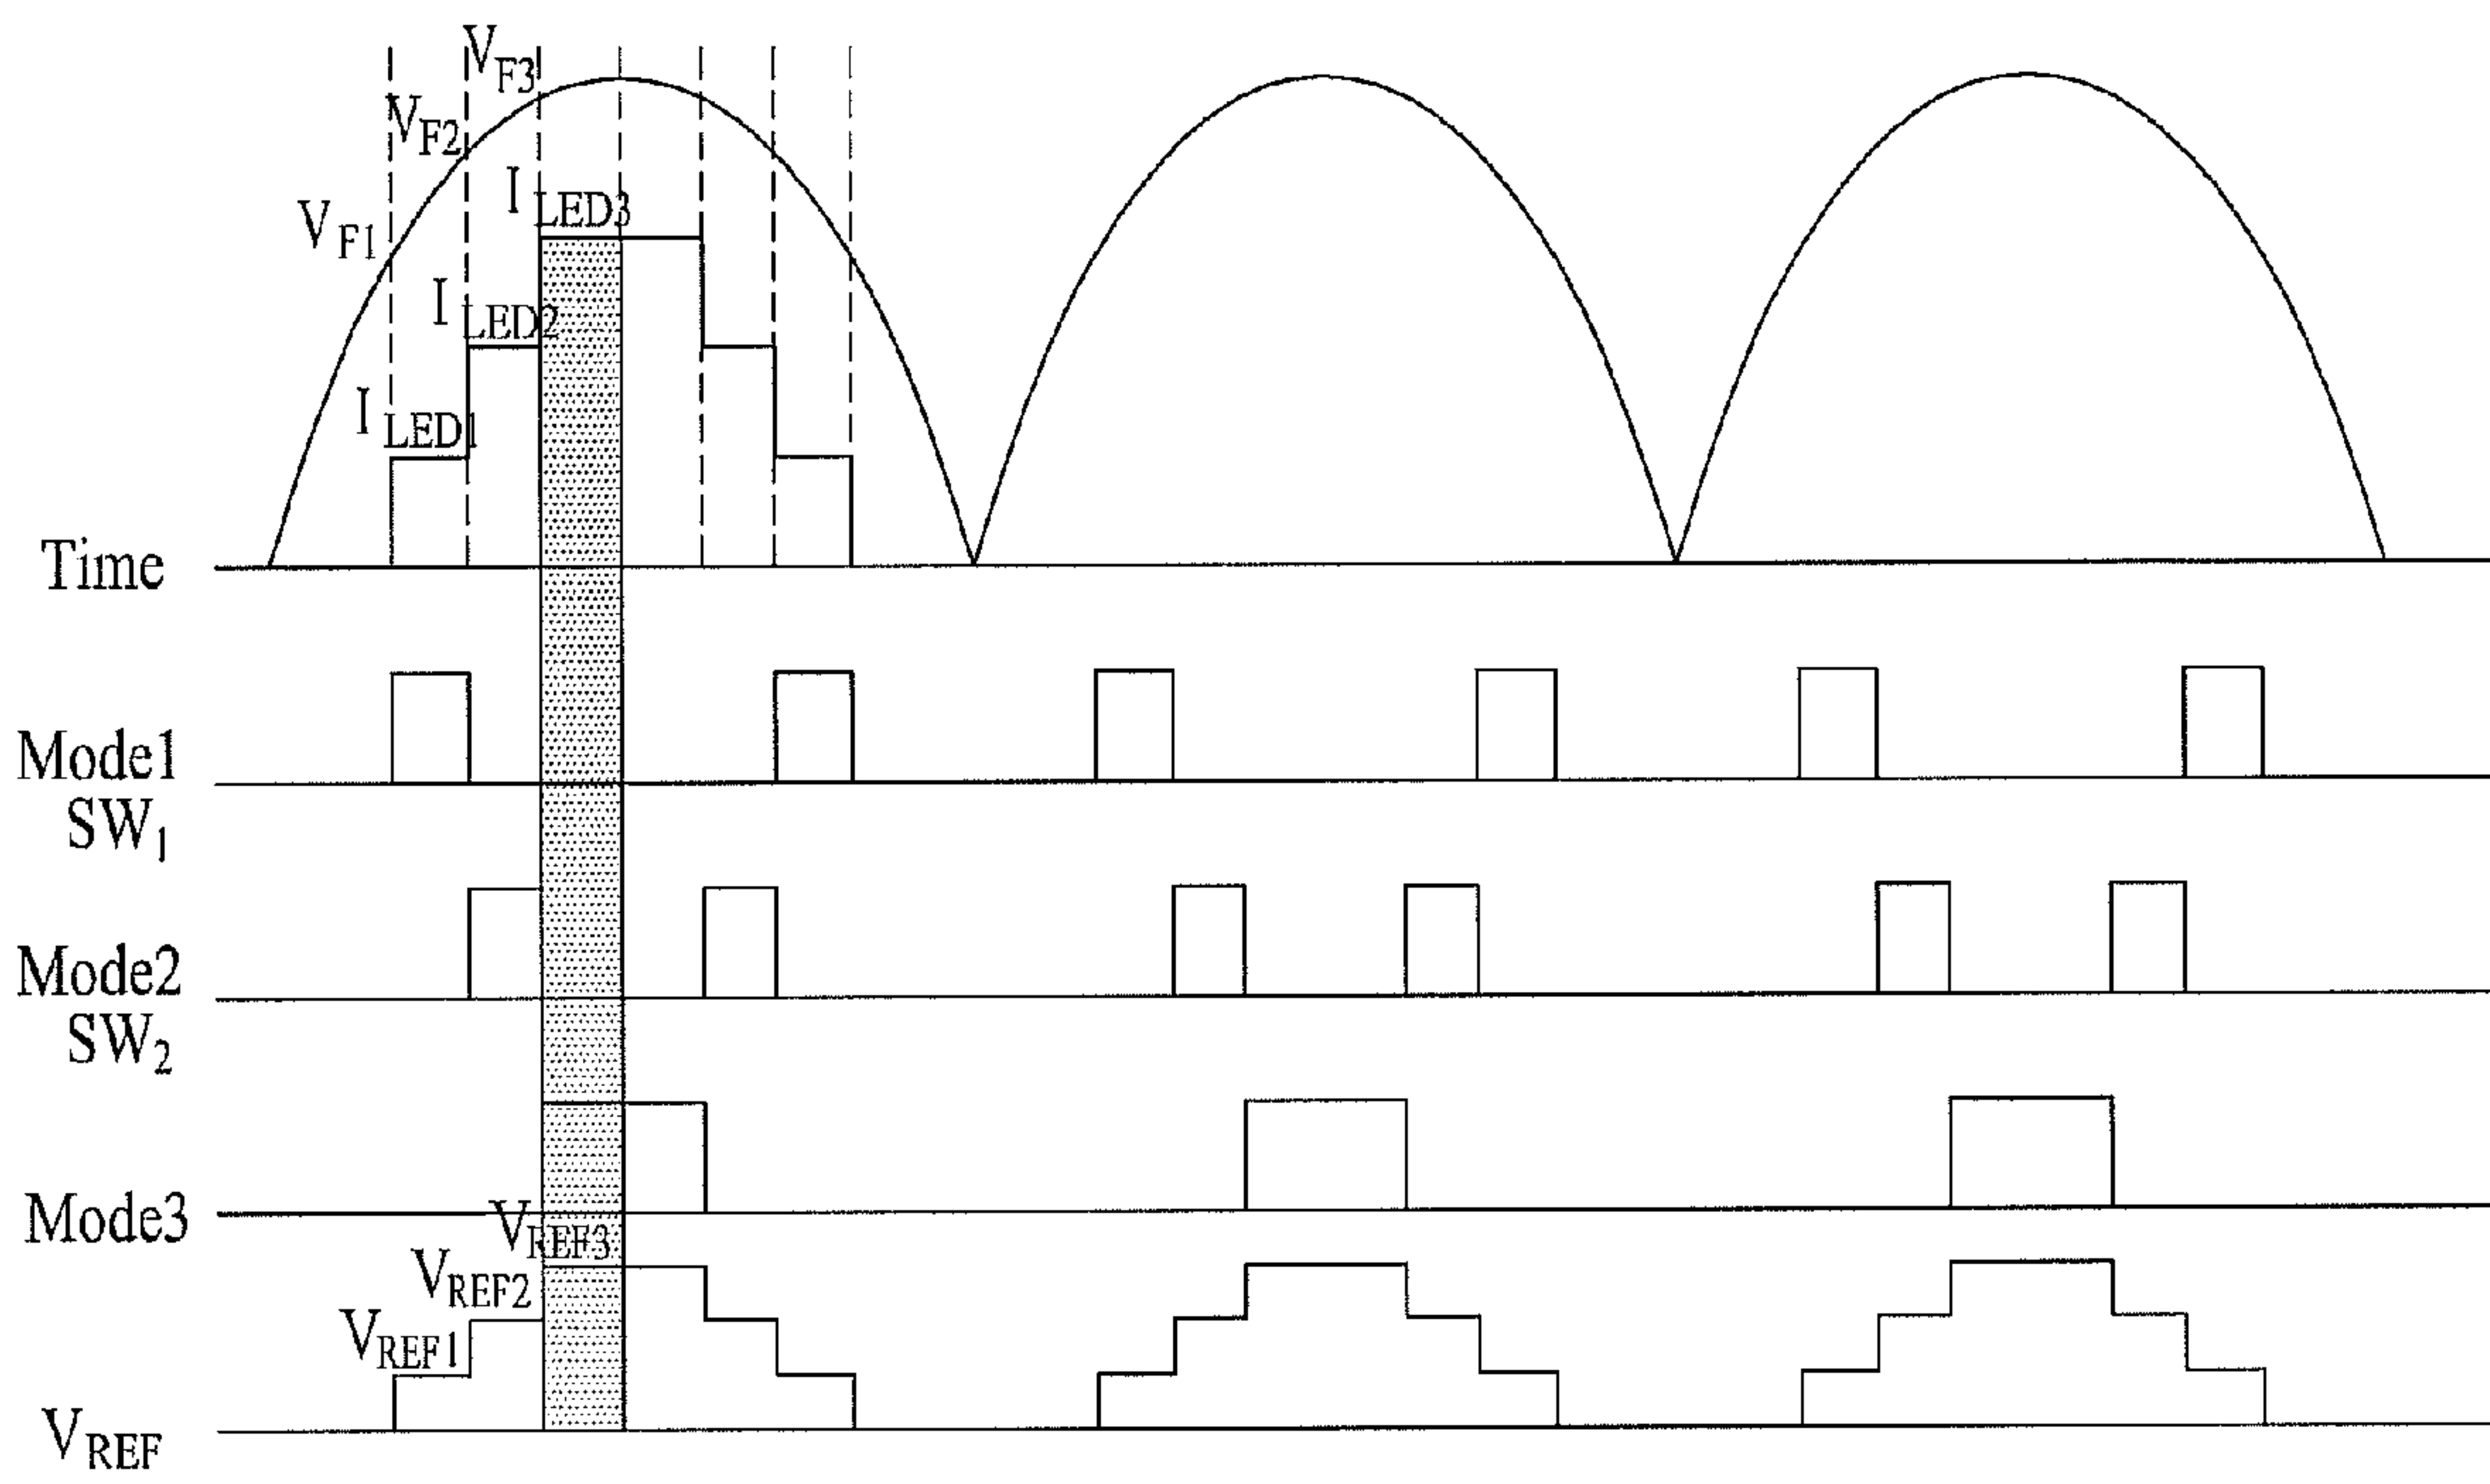 V_F3
V_F2
V_F1
I_LED3
I_LED2
I_LED1
Time
Mode1
SW_1
Mode2
SW_2
Mode3
V_REF3
V_REF2
V_REF1
V_REF